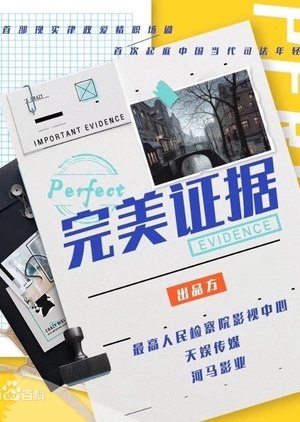 首部现实律政爱情职场剧
首次起底中国当代司法年轻
IMPORTANT EVIDENCE
Perfect
完美证据
EVIDENCE
出品方
最高人民检察院影视中心
天娱传媒
河马影业
百科